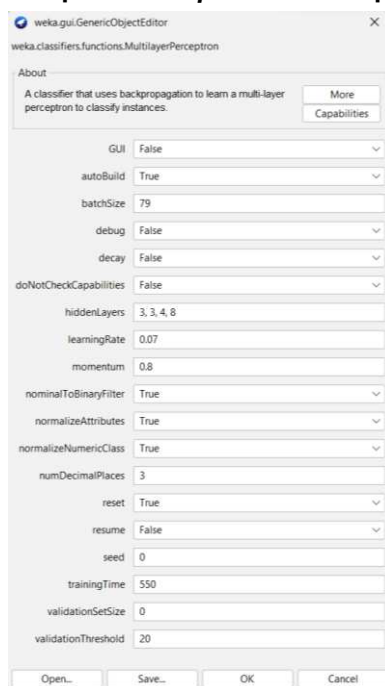 weka.gui.GenericObjectEditor
weka.classifiers.functions.MultilayerPerceptron
About
A classifier that uses backpropagation to learn a multi-layer
perceptron to classify instances.
More
Capabilities
GUI False
autoBuild True
batchSize 79
debug False
decay False
doNotCheckCapabilities False
hiddenLayers 3, 3, 4, 8
learningRate 0.07
momentum 0.8
nominalToBinaryFilter True
normalizeAttributes True
normalizeNumericClass True
numDecimalPlaces 3
reset True
resume False
seed 0
trainingTime 550
validationSetSize 0
validationThreshold 20
Open... Save... OK Cancel